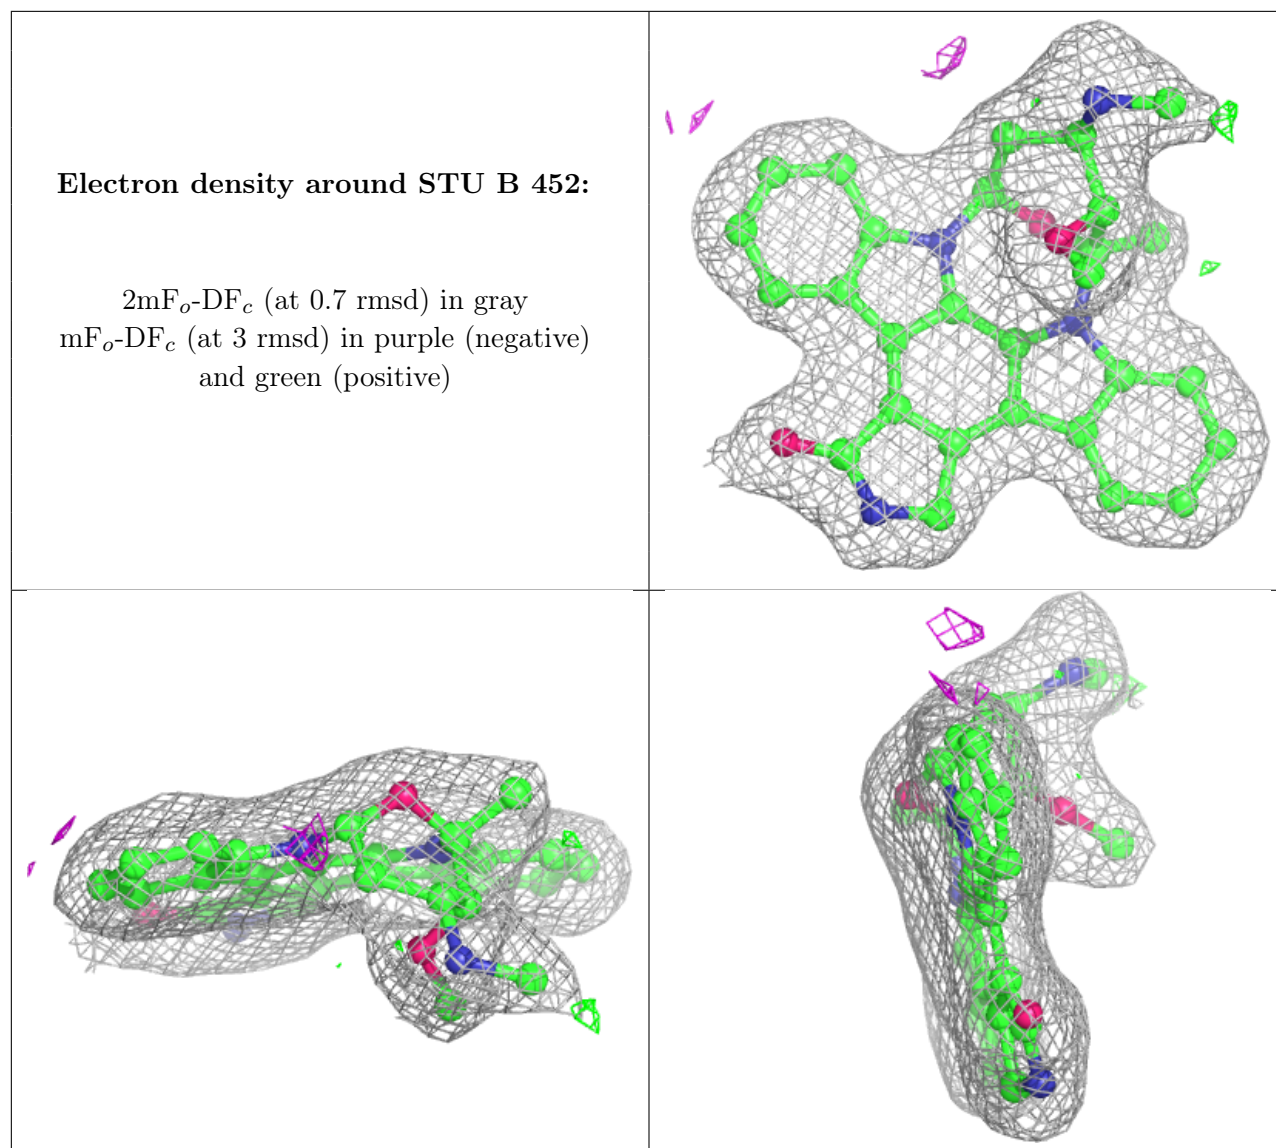 Electron density around STU B 452:
2mFo-DFc (at 0.7 rmsd) in gray
mFo-DFc (at 3 rmsd) in purple (negative)
and green (positive)